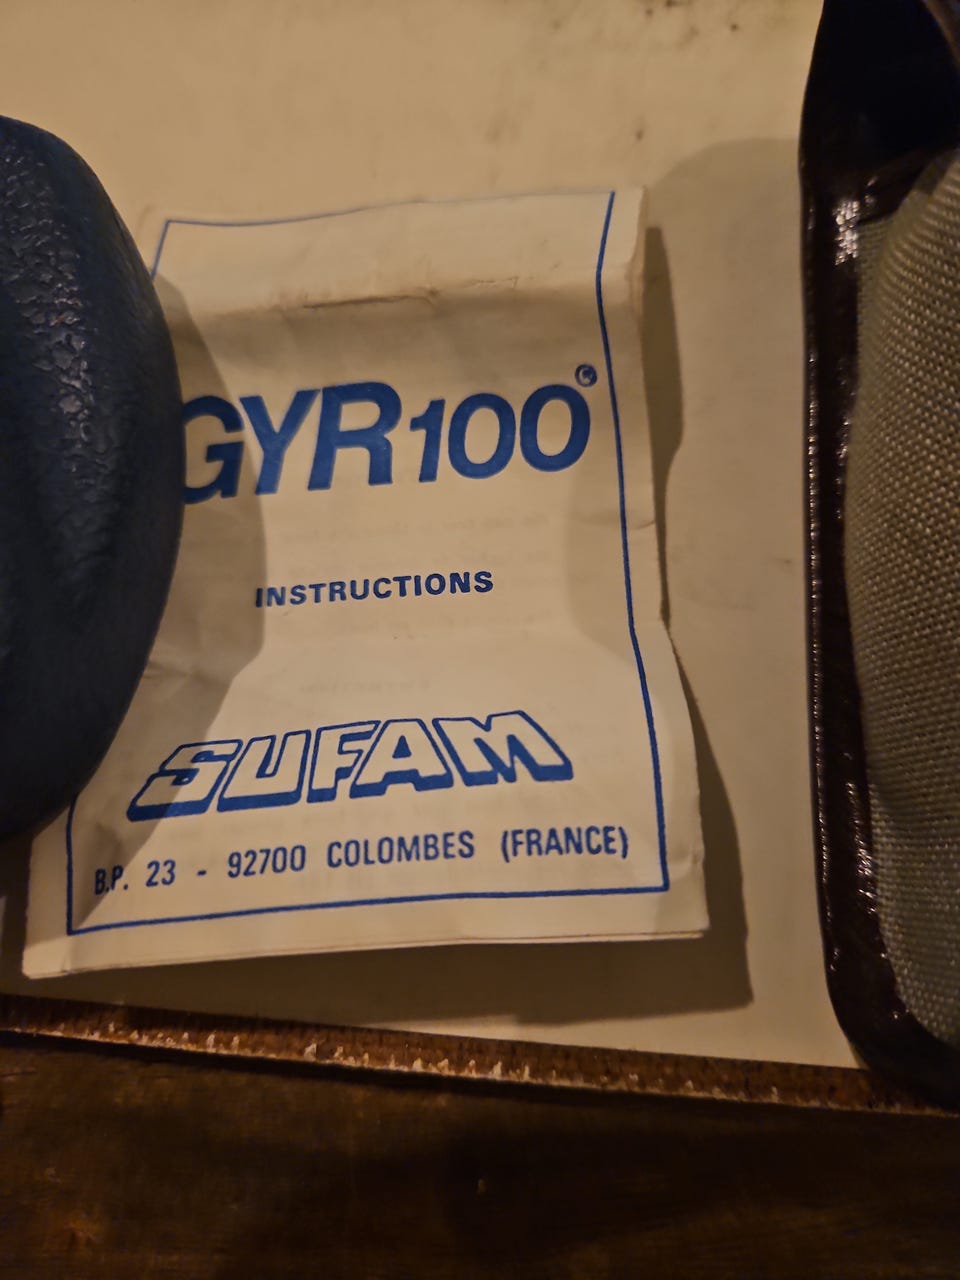 GYR100©
INSTRUCTIONS
SUFAM
B.P. 23 - 92700 COLOMBES (FRANCE)